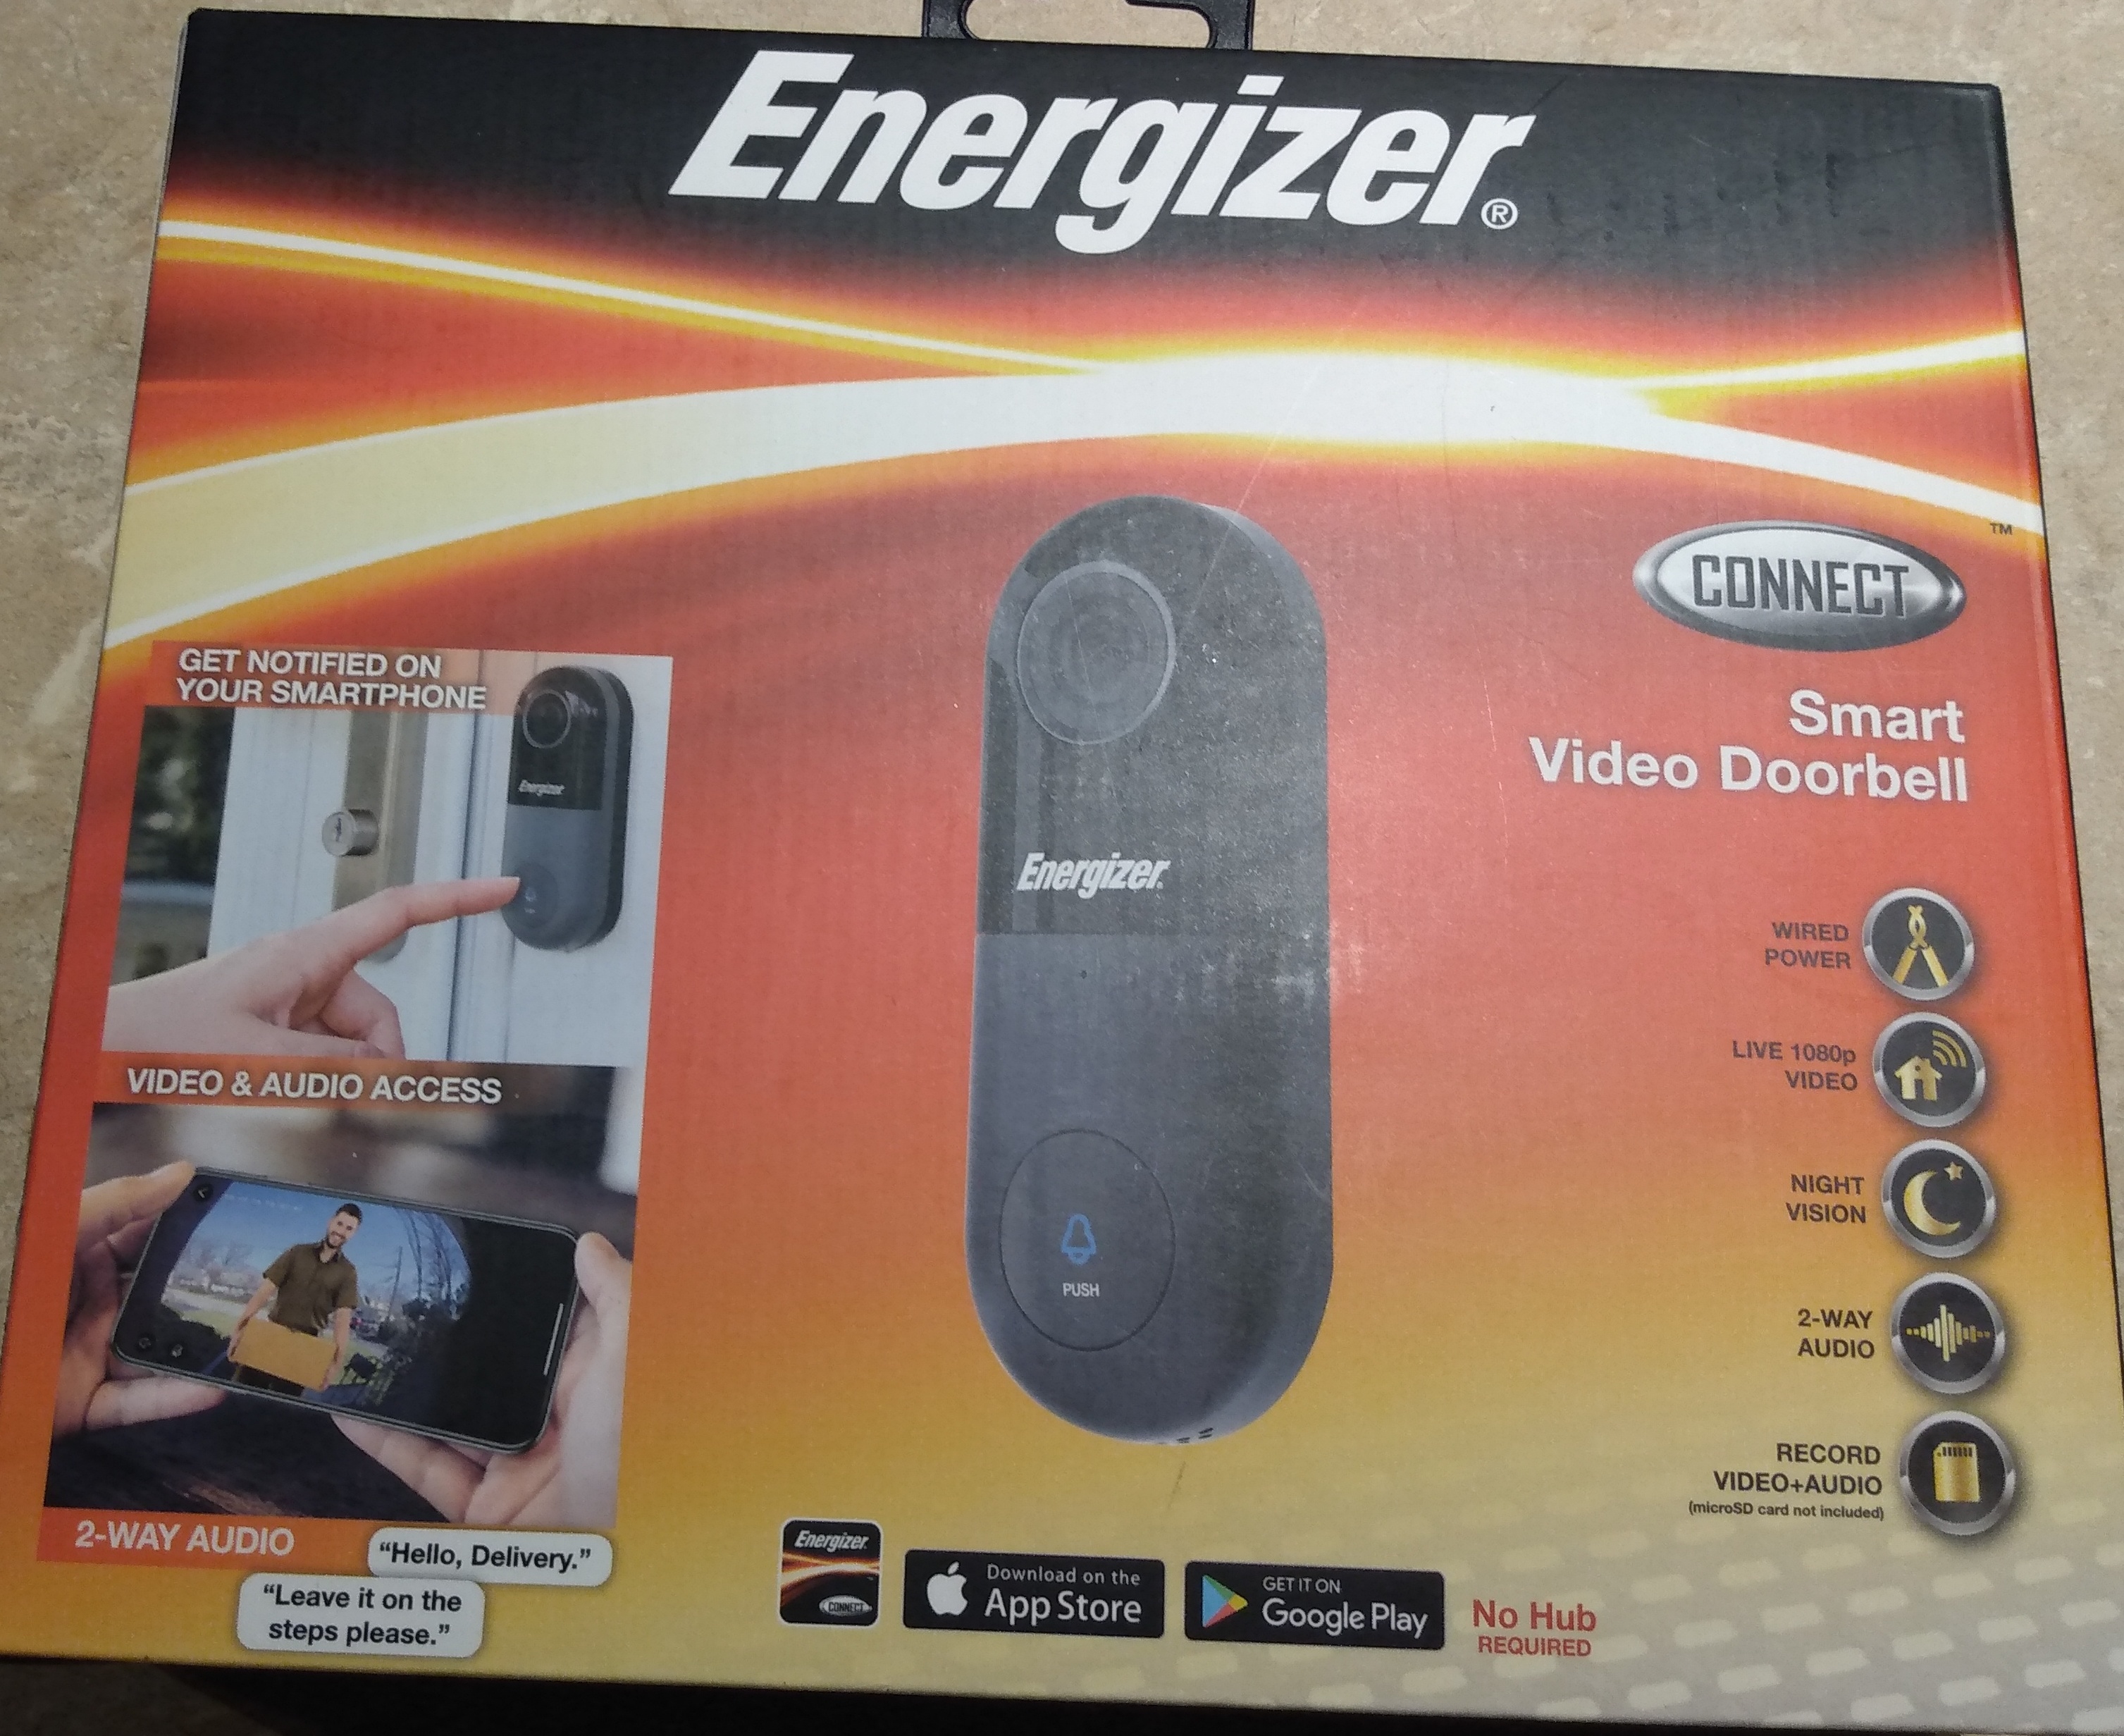 Energizer®
CONNECT™
Smart
Video Doorbell
GET NOTIFIED ON
YOUR SMARTPHONE
Energizer
VIDEO & AUDIO ACCESS
2-WAY AUDIO
“Hello, Delivery.”
“Leave it on the
steps please.”
Energizer
PUSH
WIRED
POWER
LIVE 1080p
VIDEO
NIGHT
VISION
2-WAY
AUDIO
RECORD
VIDEO+AUDIO
(microSD card not included)
Energizer
CONNECT
Download on the
App Store
GET IT ON
Google Play
No Hub
REQUIRED